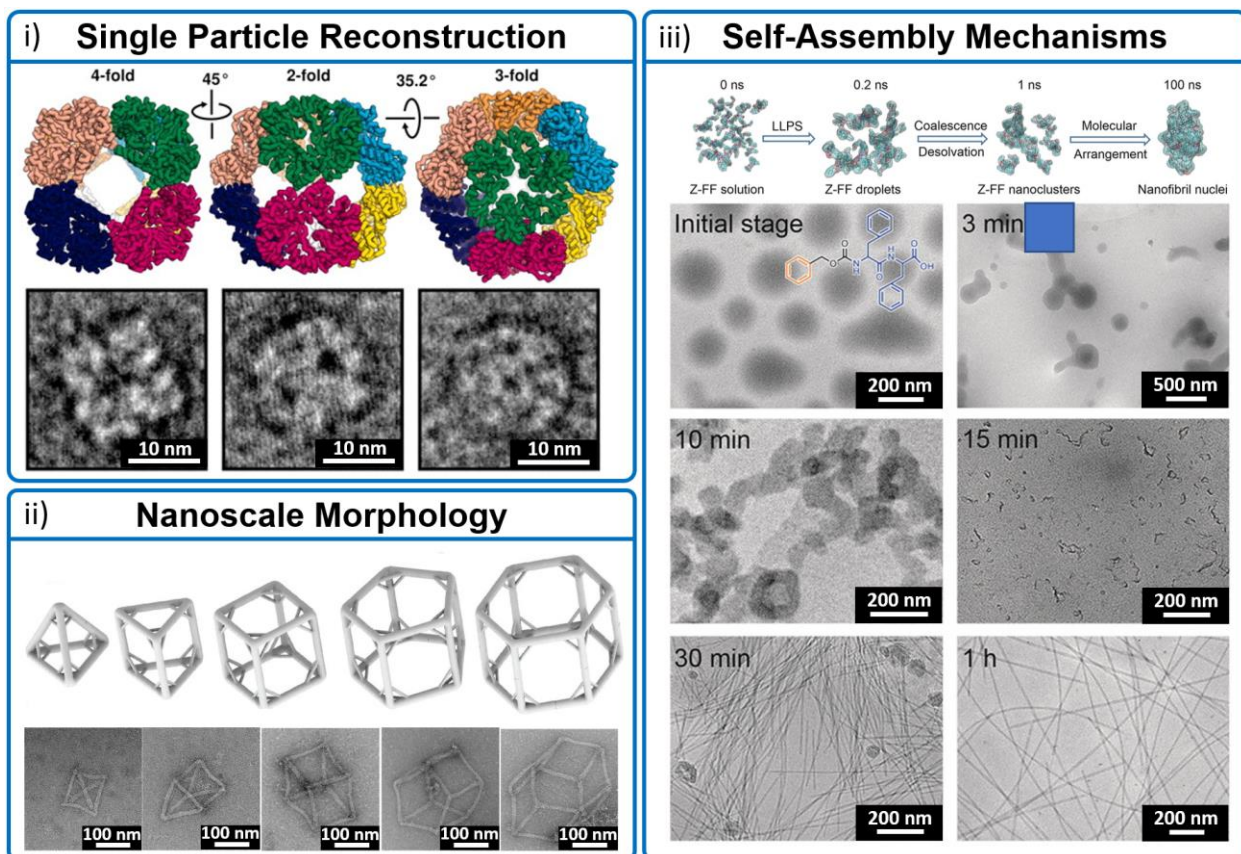 i) Single Particle Reconstruction
4-fold 45° 2-fold 35.2° 3-fold
10 nm 10 nm 10 nm
ii) Nanoscale Morphology
100 nm 100 nm 100 nm 100 nm 100 nm
iii) Self-Assembly Mechanisms
0 ns 0.2 ns 1 ns 100 ns
LLPS Coalescence Molecular
Desolvation Arrangement
Z-FF solution Z-FF droplets Z-FF nanoclusters Nanofibril nuclei
Initial stage 3 min
O
O N H O H N O OH
200 nm 500 nm
10 min 15 min
200 nm 200 nm
30 min 1 h
200 nm 200 nm